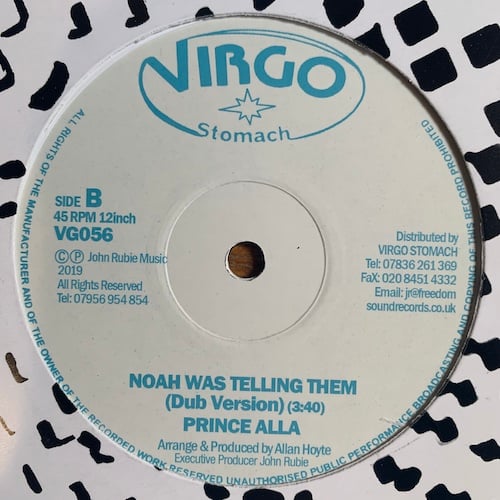 VIRGO
Stomach
SIDE B
45 RPM 12inch
VG056
©Ⓟ John Rubie Music
2019
All Rights Reserved
Tel: 07956 954 854
Distributed by
VIRGO STOMACH
Tel: 07836 261 369
FaX: 020 8451 4332
Email: jr@freedom
soundrecords.co.uk
NOAH WAS TELLING THEM
(Dub Version) (3:40)
PRINCE ALLA
Arrange & Produced by Allan Hoyte
Executive Producer John Rubie
ALL RIGHTS OF THE MANUFACTURER AND OF THE OWNER OF THE RECORDED WORK RESERVED UNAUTHORISED PUBLIC PERFORMANCE BROADCASTING AND COPYING OF THIS RECORD PROHIBITED